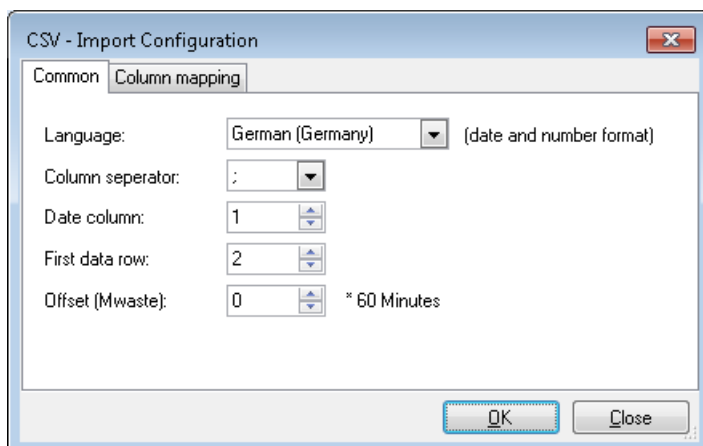 CSV - Import Configuration
Common Column mapping
Language: German (Germany) (date and number format)
Column seperator: ;
Date column: 1
First data row: 2
Offset (Mwaste): 0 * 60 Minutes
OK Close